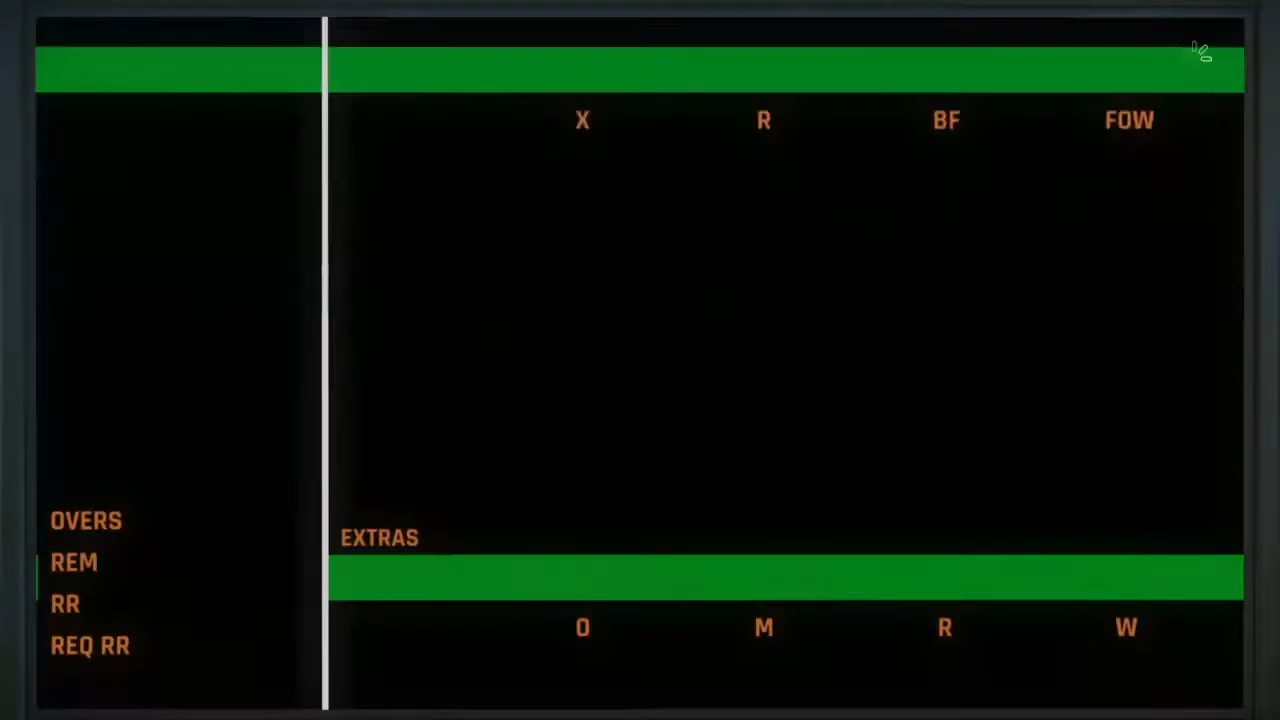 X R BF FOW
OVERS
REM
RR
REQ RR
EXTRAS
O M R W